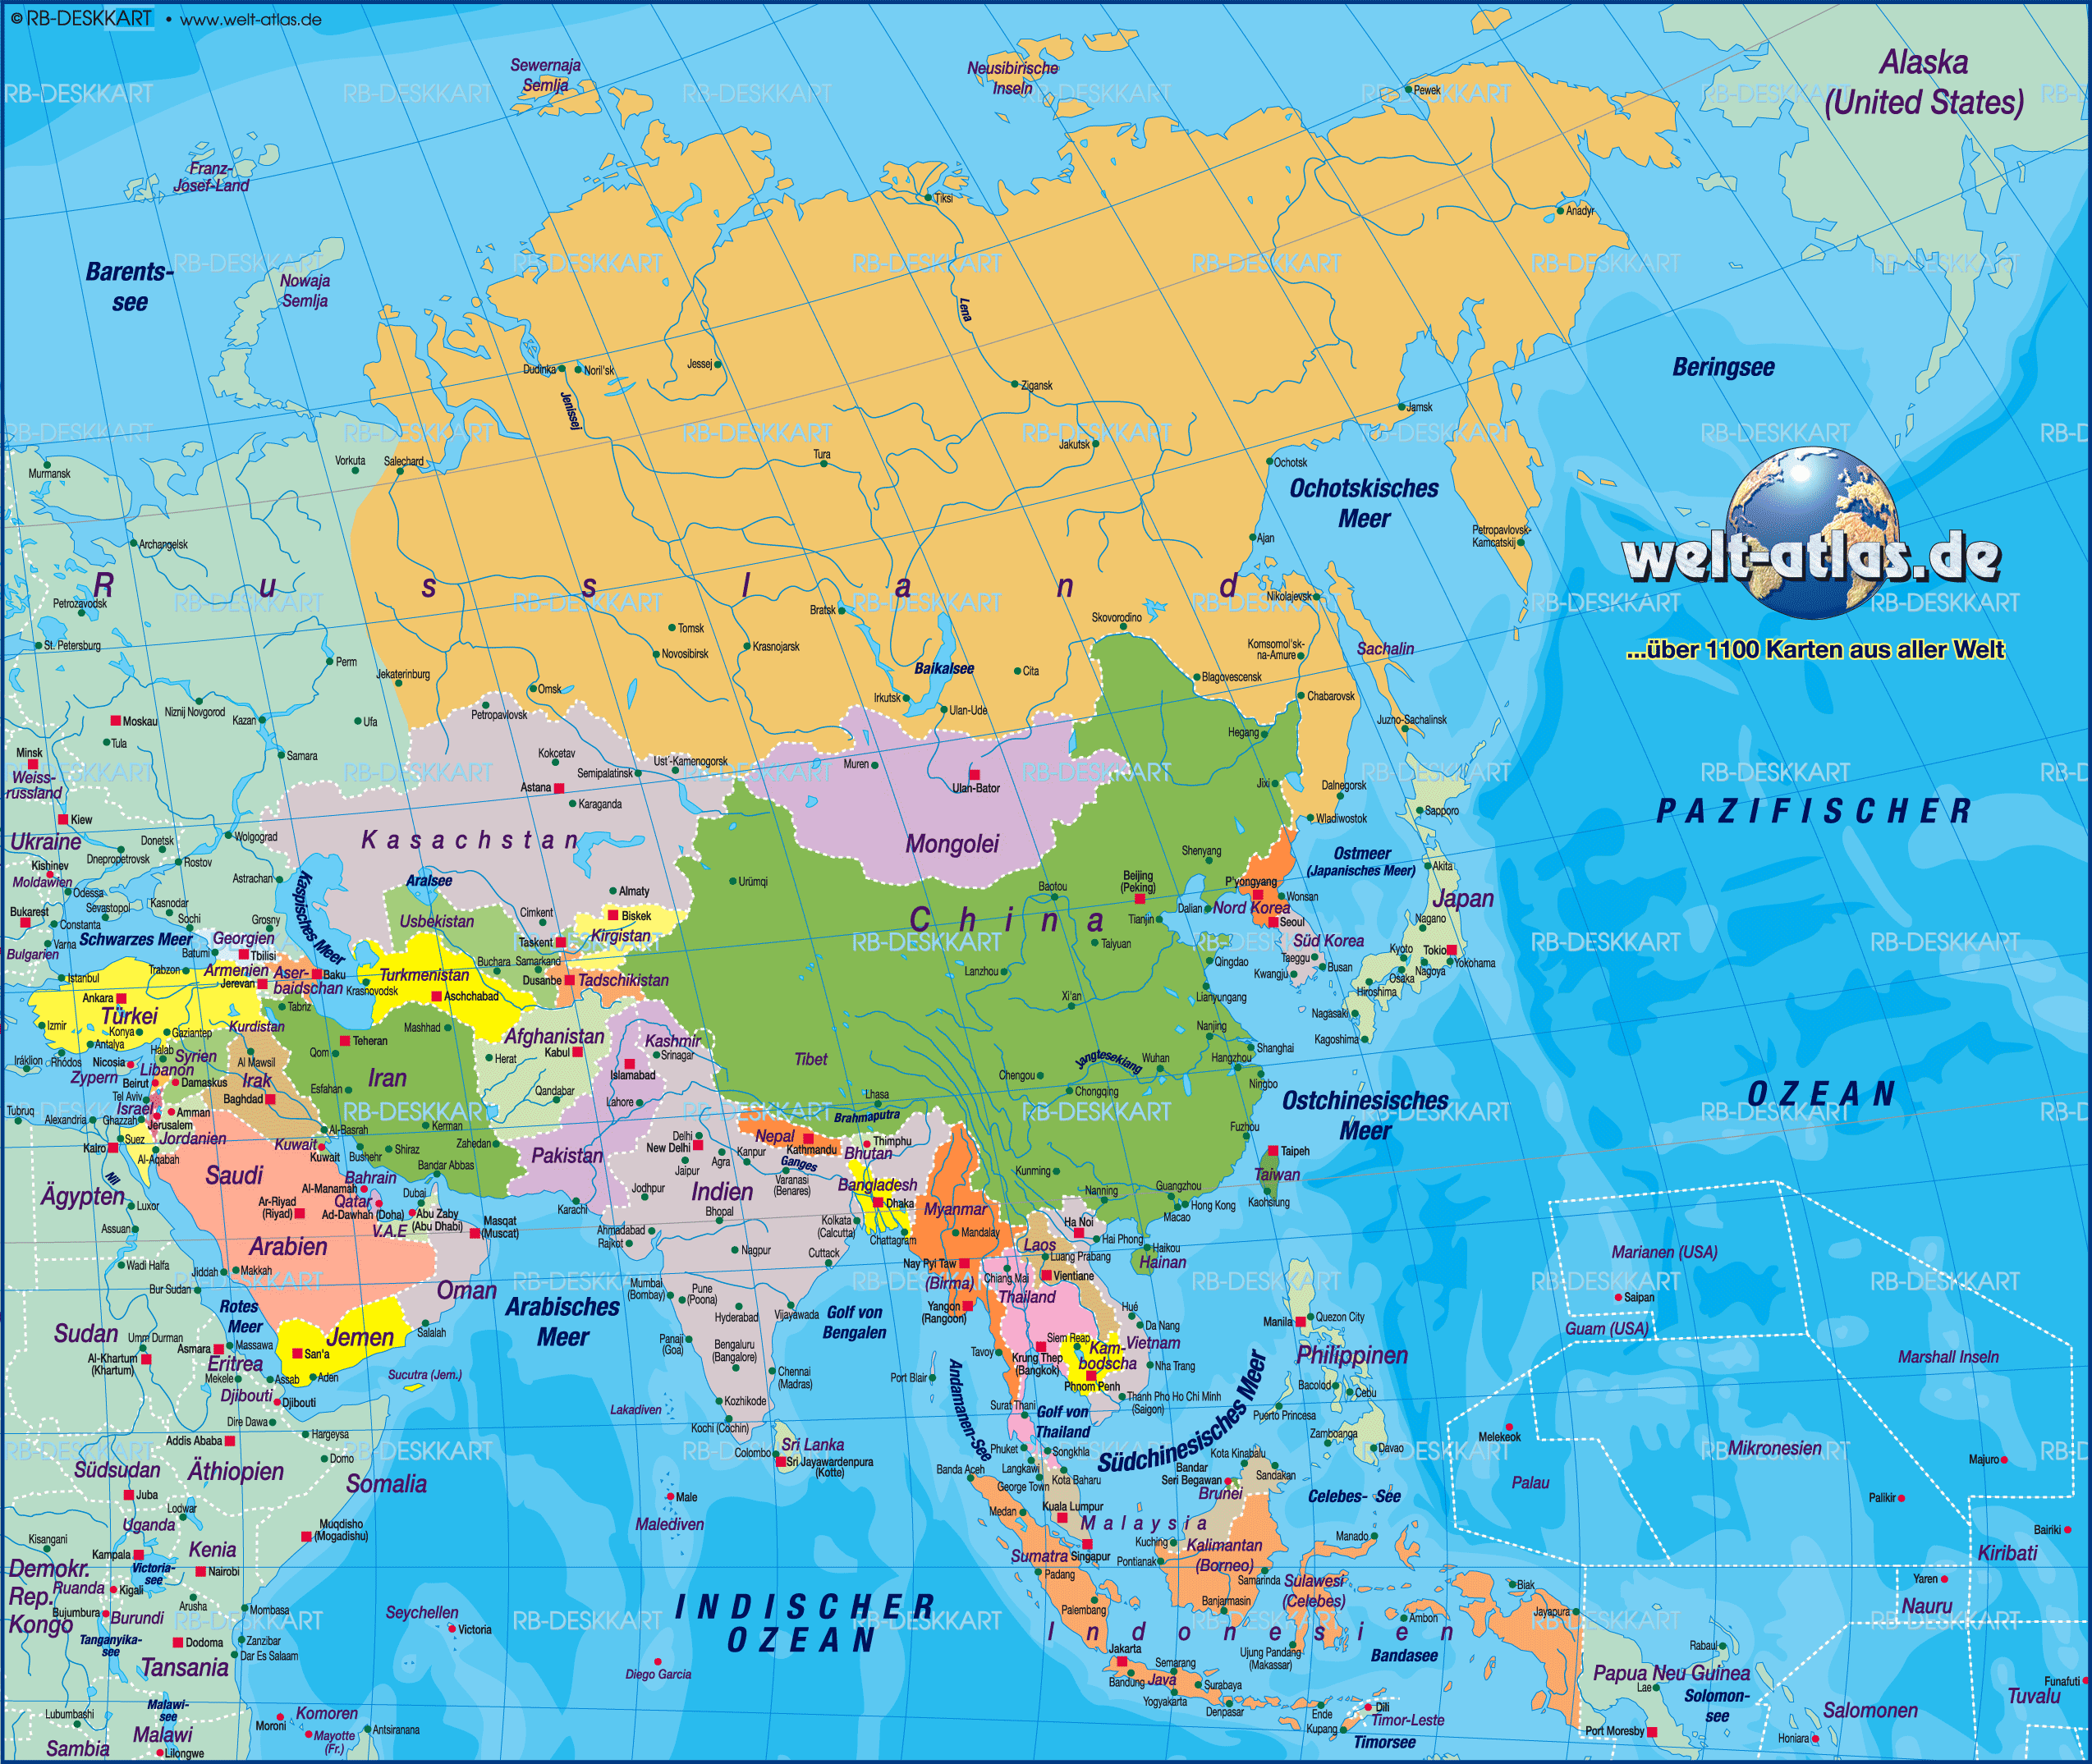 © RB-DESKKART • www.welt-atlas.de
Alaska
(United States)
Sewernaja
Semlja
Neusibirische
Inseln
Pewek
Franz-
Josef-Land
Tiksi
Anadyr
Barents-
see
Nowaja
Semlja
Lena
Beringsee
Dudinka
Noril'sk
Jessej
Zigansk
Jenissej
Jamsk
Murmansk
Vorkuta
Salechard
Tura
Jakutsk
Ochotsk
Ochotskisches
Meer
Petropavlovsk-
Kamcatskij
Archangelsk
Ajan
welt-atlas.de
...über 1100 Karten aus aller Welt
Russland
Petrozavodsk
St. Petersburg
Perm
Jekaterinburg
Tomsk
Novosibirsk
Krasnojarsk
Bratsk
Baikalsee
Irkutsk
Ulan-Ude
Cita
Skovorodino
Nikolajevsk
Komsomol'sk-
na-Amure
Sachalin
Blagovescensk
Chabarovsk
Juzno-Sachalinsk
Omsk
Petropavlovsk
Niznij Novgorod
Kazan
Ufa
Moskau
Tula
Samara
Minsk
Weiss-
russland
Kiew
Ukraine
Kokcetav
Semipalatinsk
Ust'-Kamenogorsk
Astana
Karaganda
Kasachstan
Muren
Ulan-Bator
Mongolei
Hegang
Jixi
Dalnegorsk
Wladiwostok
Sapporo
PAZIFISCHER
OZEAN
Wolgograd
Donetsk
Dnepropetrovsk
Rostov
Kishinev
Moldawien
Odessa
Astrachan
Bukarest
Sevastopol
Kasnodar
Sochi
Grosny
Constanta
Varna
Bulgarien
Schwarzes Meer
Kaspisches Meer
Aralsee
Almaty
Ürümqi
Biskek
Kirgistan
Usbekistan
Cimkent
Taskent
Buchara
Samarkand
Dusanbe
Tadschikistan
Turkmenistan
Aschchabad
Krasnovodsk
Georgien
Tbilisi
Batumi
Armenien
Jerevan
Aser-
baidschan
Baku
Trabzon
Istanbul
Ankara
Türkei
Konya
Gaziantep
Izmir
Antalya
Kurdistan
Tabriz
Mashhad
China
Baotou
Beijing
(Peking)
Tianjin
Taiyuan
Lanzhou
Xi'an
Shenyang
Dalian
P'yongyang
Nord Korea
Wonsan
Seoul
Süd Korea
Taeggu
Kwangju
Busan
Ostmeer
(Japanisches Meer)
Akita
Japan
Nagano
Kyoto
Tokio
Yokohama
Osaka
Nagoya
Hiroshima
Nagasaki
Kagoshima
Qingdao
Lianyungang
Nanjing
Shanghai
Hangzhou
Ningbo
Wuhan
Jangtesekiang
Chengou
Chongqing
Tibet
Lhasa
Brahmaputra
Afghanistan
Kabul
Herat
Qandabar
Kashmir
Srinagar
Islamabad
Lahore
Iráklion
Rhódos
Nicosia
Zypern
Halab
Syrien
Libanon
Beirut
Damaskus
Al Mawsil
Irak
Baghdad
Teheran
Qom
Iran
Esfahan
Kerman
Zahedan
Shiraz
Bushehr
Bandar Abbas
Tubruq
Alexandria
Tel Aviv
Israel
Ghazzah
Amman
Jerusalem
Jordanien
Suez
Kairo
Al-Aqabah
Al-Basrah
Kuwait
Kuwait
Ägypten
Nil
Luxor
Assuan
Saudi
Arabien
Ar-Riyad
(Riyad)
Bahrain
Al-Manamah
Qatar
Ad-Dawhah (Doha)
Dubai
Abu Zaby
(Abu Dhabi)
V.A.E
Masqat
(Muscat)
Oman
Salalah
Wadi Halfa
Jiddah
Makkah
Bur Sudan
Rotes
Meer
Jemen
San'a
Aden
Sucutra (Jem.)
Arabisches
Meer
Pakistan
Karachi
Nepal
Kathmandu
Thimphu
Bhutan
Delhi
New Delhi
Agra
Jaipur
Kanpur
Ganges
Varanasi
(Benares)
Jodhpur
Indien
Bhopal
Ahmadabad
Rajkot
Nagpur
Kolkata
(Calcutta)
Cuttack
Bangladesh
Dhaka
Chattagram
Mumbai
(Bombay)
Pune
(Poona)
Hyderabad
Vijayawada
Panaji
(Goa)
Bengaluru
(Bangalore)
Chennai
(Madras)
Kozhikode
Kochi (Cochin)
Lakadiven
Colombo
Sri Lanka
Sri Jayawardenpura
(Kotte)
Male
Malediven
Golf von
Bengalen
Port Blair
Andamanen-See
Myanmar
Mandalay
Nay Pyi Taw
(Birma)
Yangon
(Rangoon)
Tavoy
Kunming
Nanning
Guangzhou
Hong Kong
Macao
Fuzhou
Ostchinesisches
Meer
Taipeh
Taiwan
Kaohsiung
Haikou
Hainan
Ha Noi
Hai Phong
Laos
Luang Prabang
Vientiane
Chiang Mai
Thailand
Hué
Da Nang
Vietnam
Siem Reap
Kam-
bodscha
Krung Thep
(Bangkok)
Phnom Penh
Nha Trang
Thanh Pho Ho Chi Minh
(Saigon)
Surat Thani
Golf von
Thailand
Phuket
Songkhla
Langkawi
Kota Baharu
George Town
Banda Aceh
Medan
Kuala Lumpur
Malaysia
Singapur
Sumatra
Padang
Palembang
Südchinesisches Meer
Manila
Quezon City
Philippinen
Bacolod
Cebu
Puerto Princesa
Zamboanga
Davao
Kota Kinabalu
Bandar
Seri Begawan
Brunei
Sandakan
Celebes- See
Kuching
Pontianak
Kalimantan
(Borneo)
Samarinda
Banjarmasin
Sulawesi
(Celebes)
Manado
Ujung Pandang
(Makassar)
Ambon
Bandasee
Indonesien
Jakarta
Bandung
Java
Semarang
Surabaya
Yogyakarta
Denpasar
Ende
Kupang
Dili
Timor-Leste
Timorsee
Biak
Jayapura
Papua Neu Guinea
Rabaul
Lae
Port Moresby
Solomon-
see
Honiara
Salomonen
Marianen (USA)
Saipan
Guam (USA)
Marshall Inseln
Mikronesien
Melekeok
Palau
Palikir
Majuro
Bairiki
Kiribati
Yaren
Nauru
Funafuti
Tuvalu
Sudan
Umm Durman
Al-Khartum
(Khartum)
Asmara
Massawa
Eritrea
Mekele
Assab
Djibouti
Djibouti
Dire Dawa
Hargeysa
Addis Ababa
Domo
Südsudan
Äthiopien
Somalia
Juba
Lodwar
Uganda
Muqdisho
(Mogadishu)
Kisangani
Kampala
Kenia
Demokr.
Rep.
Kongo
Victoria-
see
Nairobi
Ruanda
Kigali
Bujumbura
Burundi
Arusha
Mombasa
Tanganyika-
see
Dodoma
Zanzibar
Dar Es Salaam
Tansania
Malawi-
see
Lubumbashi
Malawi
Lilongwe
Sambia
Komoren
Moroni
Mayotte
(Fr.)
Antsiranana
Seychellen
Victoria
Diego Garcia
INDISCHER
OZEAN